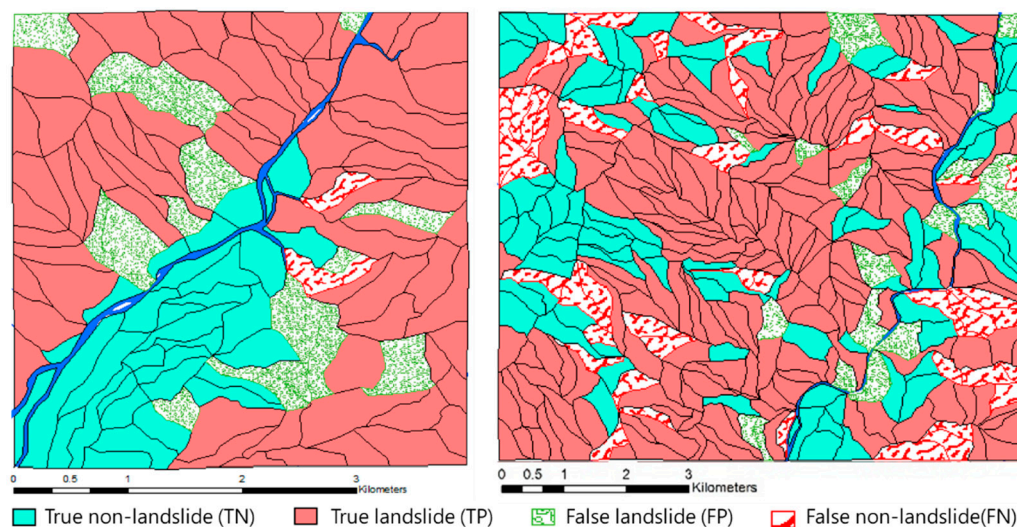 0 0.5 1 2 3
Kilometers
0 0.5 1 2 3
Kilometers
True non-landslide (TN) True landslide (TP) False landslide (FP) False non-landslide(FN)